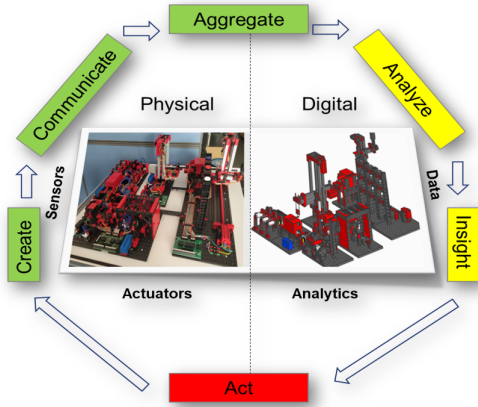 Aggregate
Communicate
Analyze
Physical
Digital
Sensors
Data
Create
Insight
Actuators
Analytics
Act